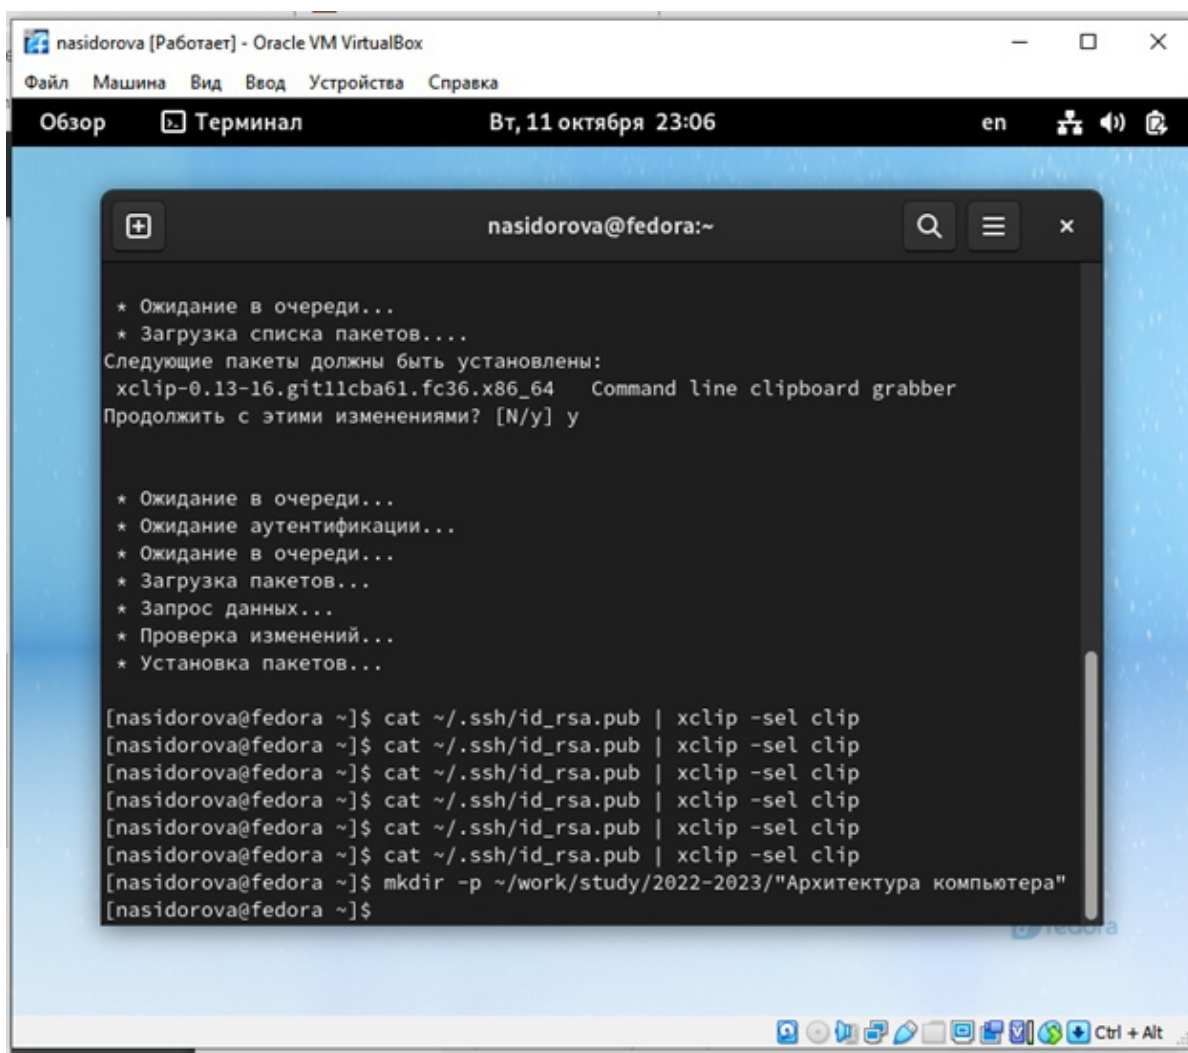 nasidorova [Работает] - Oracle VM VirtualBox
Файл Машина Вид Ввод Устройства Справка
Обзор Терминал Вт, 11 октября 23:06 en
nasidorova@fedora:~
* Ожидание в очереди...
* Загрузка списка пакетов....
Следующие пакеты должны быть установлены:
xclip-0.13-16.git11cba61.fc36.x86_64 Command line clipboard grabber
Продолжить с этими изменениями? [N/y] y
* Ожидание в очереди...
* Ожидание аутентификации...
* Ожидание в очереди...
* Загрузка пакетов...
* Запрос данных...
* Проверка изменений...
* Установка пакетов...
[nasidorova@fedora ~]$ cat ~/.ssh/id_rsa.pub | xclip -sel clip
[nasidorova@fedora ~]$ cat ~/.ssh/id_rsa.pub | xclip -sel clip
[nasidorova@fedora ~]$ cat ~/.ssh/id_rsa.pub | xclip -sel clip
[nasidorova@fedora ~]$ cat ~/.ssh/id_rsa.pub | xclip -sel clip
[nasidorova@fedora ~]$ cat ~/.ssh/id_rsa.pub | xclip -sel clip
[nasidorova@fedora ~]$ cat ~/.ssh/id_rsa.pub | xclip -sel clip
[nasidorova@fedora ~]$ mkdir -p ~/work/study/2022-2023/"Архитектура компьютера"
[nasidorova@fedora ~]$
fedora
Ctrl + Alt